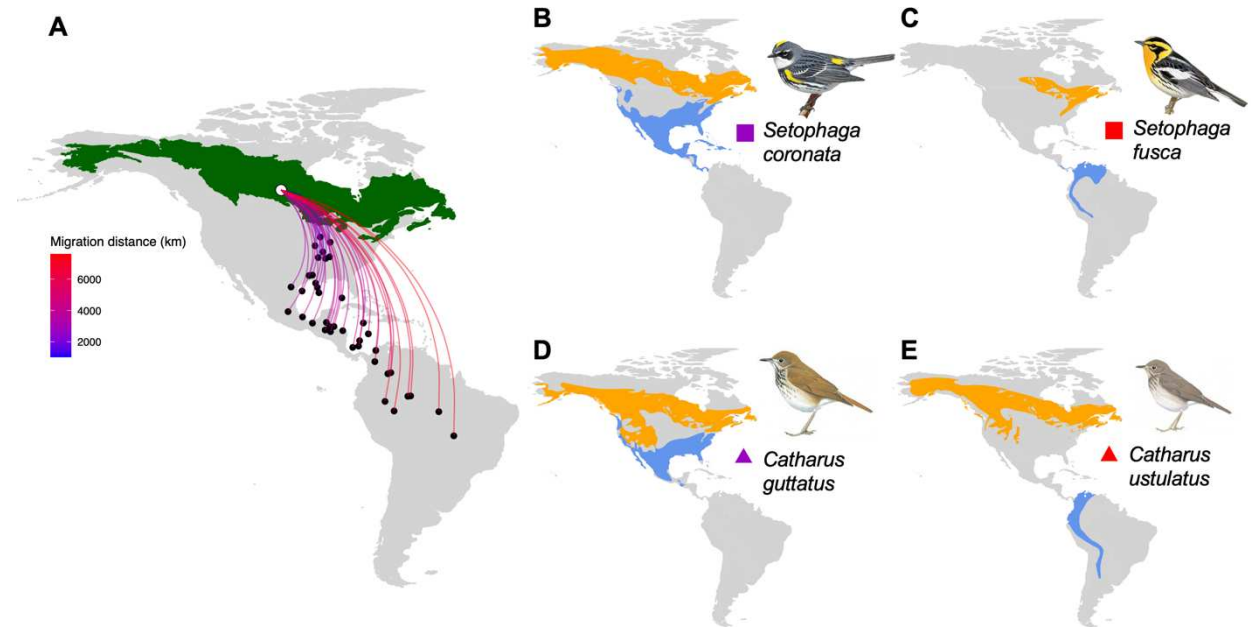 A
Migration distance (km)
6000
4000
2000
B
Setophaga
coronata
C
Setophaga
fusca
D
Catharus
guttatus
E
Catharus
ustulatus